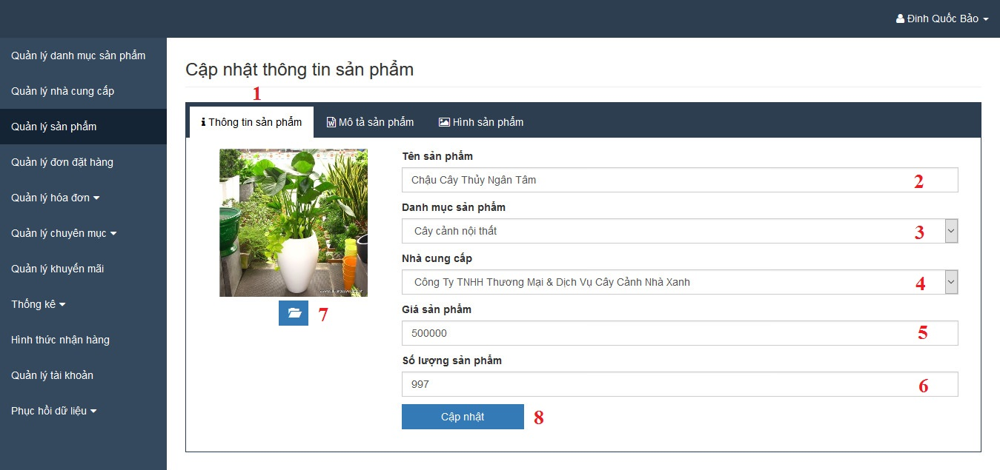 Đinh Quốc Bảo
Quản lý danh mục sản phẩm
Quản lý nhà cung cấp
Quản lý sản phẩm
Quản lý đơn đặt hàng
Quản lý hóa đơn
Quản lý chuyên mục
Quản lý khuyến mãi
Thống kê
Hình thức nhận hàng
Quản lý tài khoản
Phục hồi dữ liệu
Cập nhật thông tin sản phẩm
1
Thông tin sản phẩm Mô tả sản phẩm Hình sản phẩm
7
Tên sản phẩm
Chậu Cây Thủy Ngân Tâm 2
Danh mục sản phẩm
Cây cảnh nội thất 3
Nhà cung cấp
Công Ty TNHH Thương Mại & Dịch Vụ Cây Cảnh Nhà Xanh 4
Giá sản phẩm
500000 5
Số lượng sản phẩm
997 6
Cập nhật 8